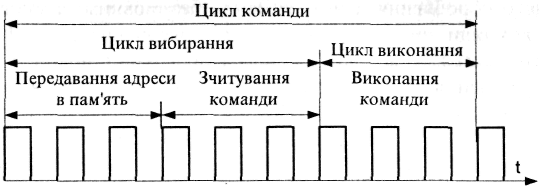 Цикл команди
Цикл вибирання
Цикл виконання
Передавання адреси
в пам'ять
Зчитування
команди
Виконання
команди
t